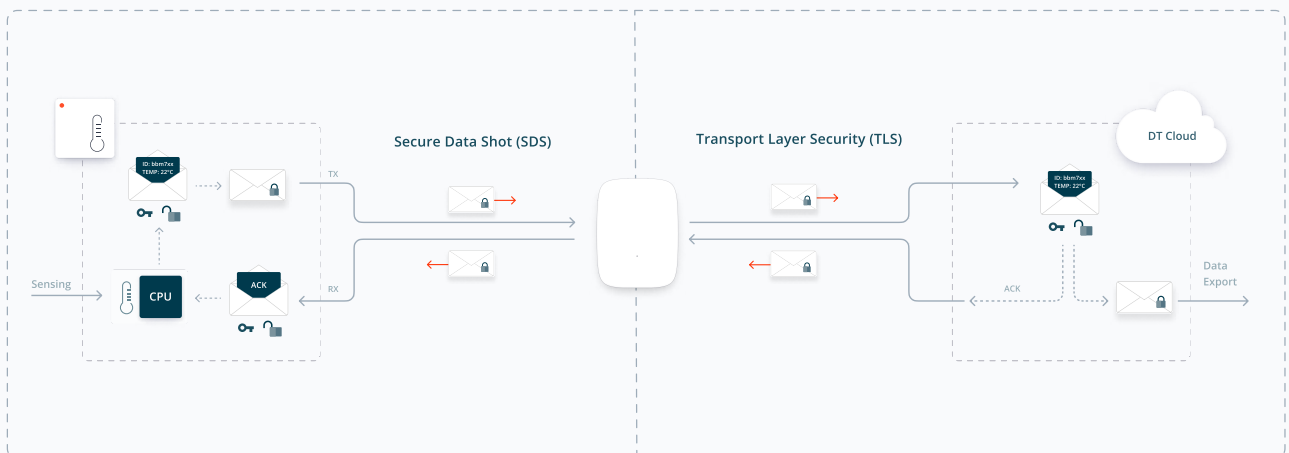 Secure Data Shot (SDS)
Transport Layer Security (TLS)
DT Cloud
ID: bbm7xx
TEMP: 22°C
TX
ID: bbm7xx
TEMP: 22°C
Sensing
CPU
ACK
RX
ACK
Data
Export